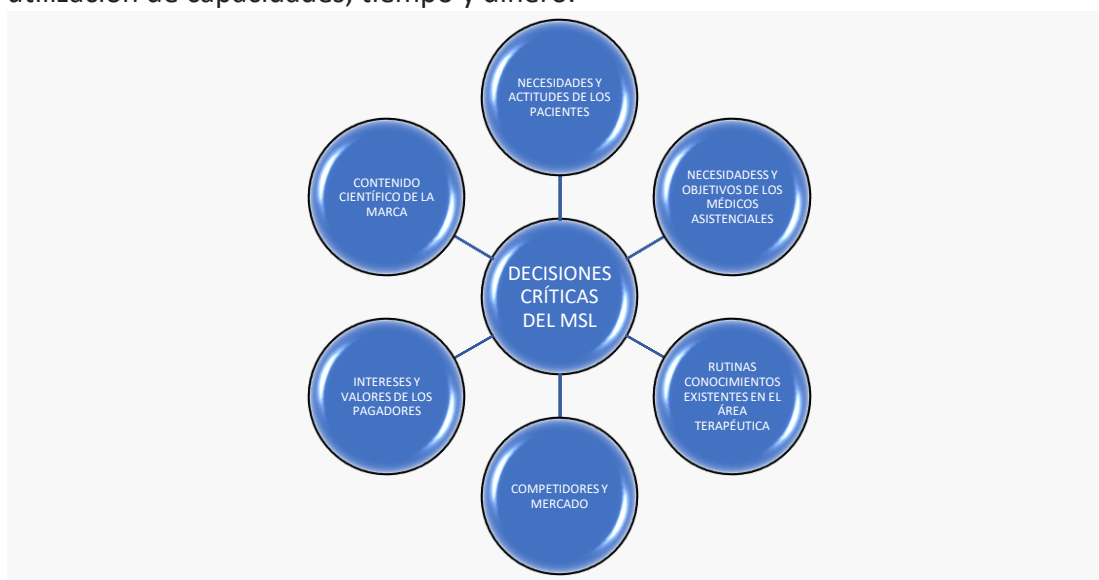 utilización de capacidades, tiempo y dinero.
NECESIDADES Y
ACTITUDES DE LOS
PACIENTES
CONTENIDO
CIENTÍFICO DE LA
MARCA
NECESIDADESS Y
OBJETIVOS DE LOS
MÉDICOS
ASISTENCIALES
DECISIONES
CRÍTICAS
DEL MSL
INTERESES Y
VALORES DE LOS
PAGADORES
RUTINAS
CONOCIMIENTOS
EXISTENTES EN EL
ÁREA
TERAPÉUTICA
COMPETIDORES Y
MERCADO